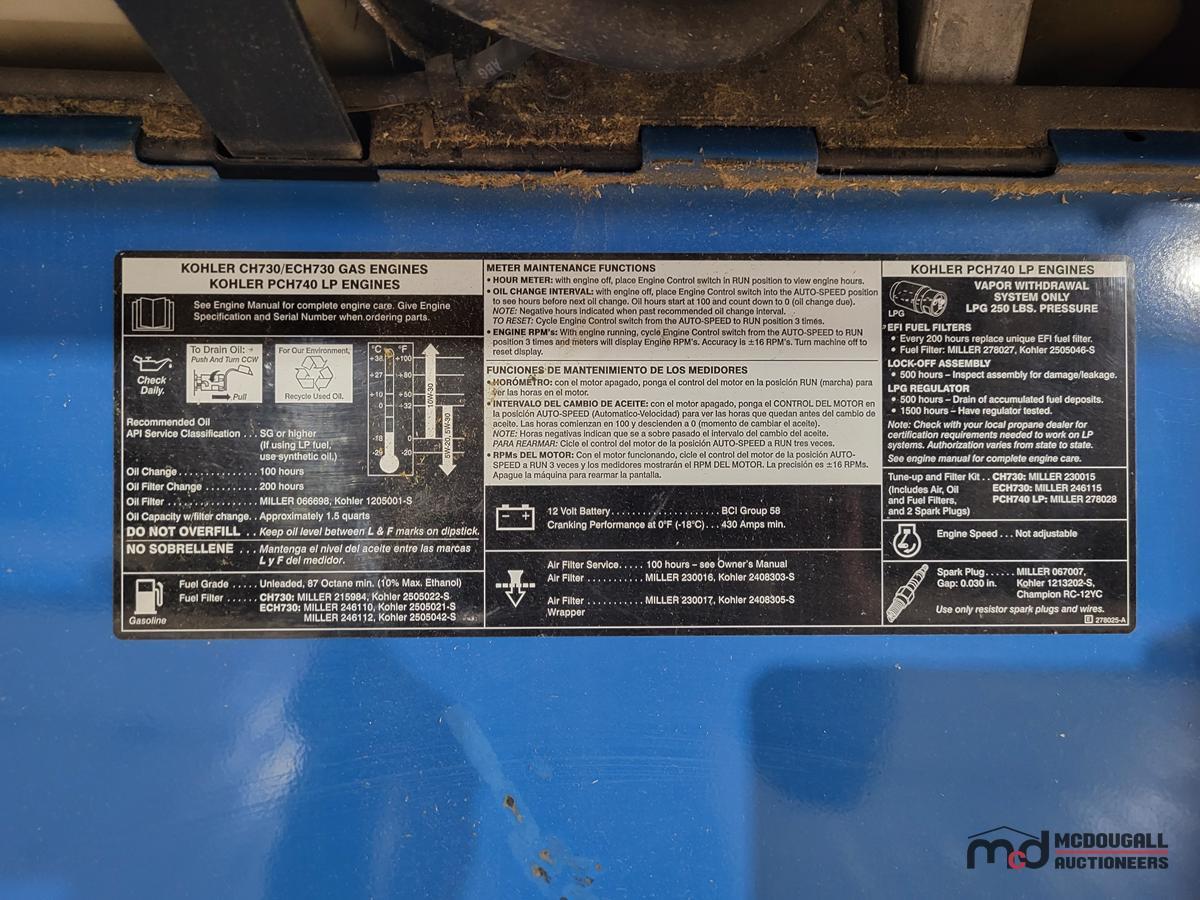 KOHLER CH730/ECH730 GAS ENGINES
KOHLER PCH740 LP ENGINES
See Engine Manual for complete engine care. Give Engine
Specification and Serial Number when ordering parts.
Check
Daily.
To Drain Oil:
Push And Turn CCW
Pull
For Our Environment,
Recycle Used Oil.
°C °F
+38 +100
+27 +80
+10 +50
0 +32
-18 0
-29 -20
10W-30
5W-20, 5W-30
Recommended Oil
API Service Classification . . . SG or higher
(If using LP fuel,
use synthetic oil.)
Oil Change . . . . . . . . . . . . . . . 100 hours
Oil Filter Change . . . . . . . . . . 200 hours
Oil Filter . . . . . . . . . . . . . . . . . MILLER 066698, Kohler 1205001-S
Oil Capacity w/filter change . . Approximately 1.5 quarts
DO NOT OVERFILL . . . Keep oil level between L & F marks on dipstick.
NO SOBRELLENE . . . Mantenga el nivel del aceite entre las marcas
L y F del medidor.
Gasoline
Fuel Grade . . . . . Unleaded, 87 Octane min. (10% Max. Ethanol)
Fuel Filter . . . . . . CH730: MILLER 215984, Kohler 2505022-S
ECH730: MILLER 246110, Kohler 2505021-S
MILLER 246112, Kohler 2505042-S
METER MAINTENANCE FUNCTIONS
• HOUR METER: with engine off, place Engine Control switch in RUN position to view engine hours.
• OIL CHANGE INTERVAL: with engine off, place Engine Control switch into the AUTO-SPEED position
to see hours before next oil change. Oil hours start at 100 and count down to 0 (oil change due).
NOTE: Negative hours indicated when past recommended oil change interval.
TO RESET: Cycle Engine Control switch from the AUTO-SPEED to RUN position 3 times.
• ENGINE RPM's: With engine running, cycle Engine Control switch from AUTO-SPEED to RUN
position 3 times and meters will display Engine RPM's. Accuracy is ±16 RPM's. Turn machine off to
reset display.
FUNCIONES DE MANTENIMIENTO DE LOS MEDIDORES
• HORÓMETRO: con el motor apagado, ponga el control del motor en la posición RUN (marcha) para
ver las horas en el motor.
• INTERVALO DEL CAMBIO DE ACEITE: con el motor apagado, ponga el CONTROL DEL MOTOR en
la posición AUTO-SPEED (Automatico-Velocidad) para ver las horas que quedan antes del cambio de
aceite. Las horas comienzan en 100 y descienden a 0 (momento de cambiar el aceite).
NOTE: Horas negativas indican que se a sobre pasado el intervalo del cambio del aceite.
PARA REARMAR: Cicle el control del motor de la posición AUTO-SPEED a RUN tres veces.
• RPMs DEL MOTOR: Con el motor funcionando, cicle el control del motor de la posición AUTO-
SPEED a RUN 3 veces y los medidores mostrarán el RPM DEL MOTOR. La precisión es ±16 RPMs.
Apague la máquina para rearmar la pantalla.
12 Volt Battery . . . . . . . . . . . . . . . . . . BCI Group 58
Cranking Performance at 0°F (-18°C) . . . 430 Amps min.
Air Filter Service . . . . . 100 hours – see Owner's Manual
Air Filter . . . . . . . . . . . MILLER 230016, Kohler 2408303-S
Air Filter . . . . . . . . . . . MILLER 230017, Kohler 2408305-S
Wrapper
KOHLER PCH740 LP ENGINES
LPG
VAPOR WITHDRAWAL
SYSTEM ONLY
LPG 250 LBS. PRESSURE
EFI FUEL FILTERS
• Every 200 hours replace unique EFI fuel filter.
• Fuel Filter: MILLER 278027, Kohler 2505046-S
LOCK-OFF ASSEMBLY
• 500 hours – Inspect assembly for damage/leakage.
LPG REGULATOR
• 500 hours – Drain of accumulated fuel deposits.
• 1500 hours – Have regulator tested.
Note: Check with your local propane dealer for
certification requirements needed to work on LP
systems. Authorization varies from state to state.
See engine manual for complete engine care.
Tune-up and Filter Kit . . CH730: MILLER 230015
(Includes Air, Oil ECH730: MILLER 246115
and Fuel Filters, PCH740 LP: MILLER 278028
and 2 Spark Plugs)
Engine Speed . . . Not adjustable
Spark Plug . . . . . MILLER 067007,
Gap: 0.030 in. Kohler 1213202-S,
Champion RC-12YC
Use only resistor spark plugs and wires.
E 278025-A
mcd MCDOUGALL
AUCTIONEERS